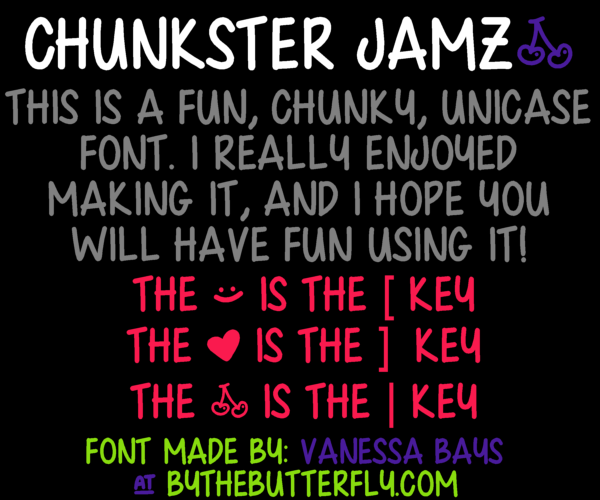 CHUNKSTER JAMZ
THIS IS A FUN, CHUNKY, UNICASE
FONT. I REALLY ENJOYED
MAKING IT, AND I HOPE YOU
WILL HAVE FUN USING IT!
THE IS THE [ KEY
THE ♥ IS THE ] KEY
THE IS THE | KEY
FONT MADE BY: VANESSA BAYS
AT BYTHEBUTTERFLY.COM